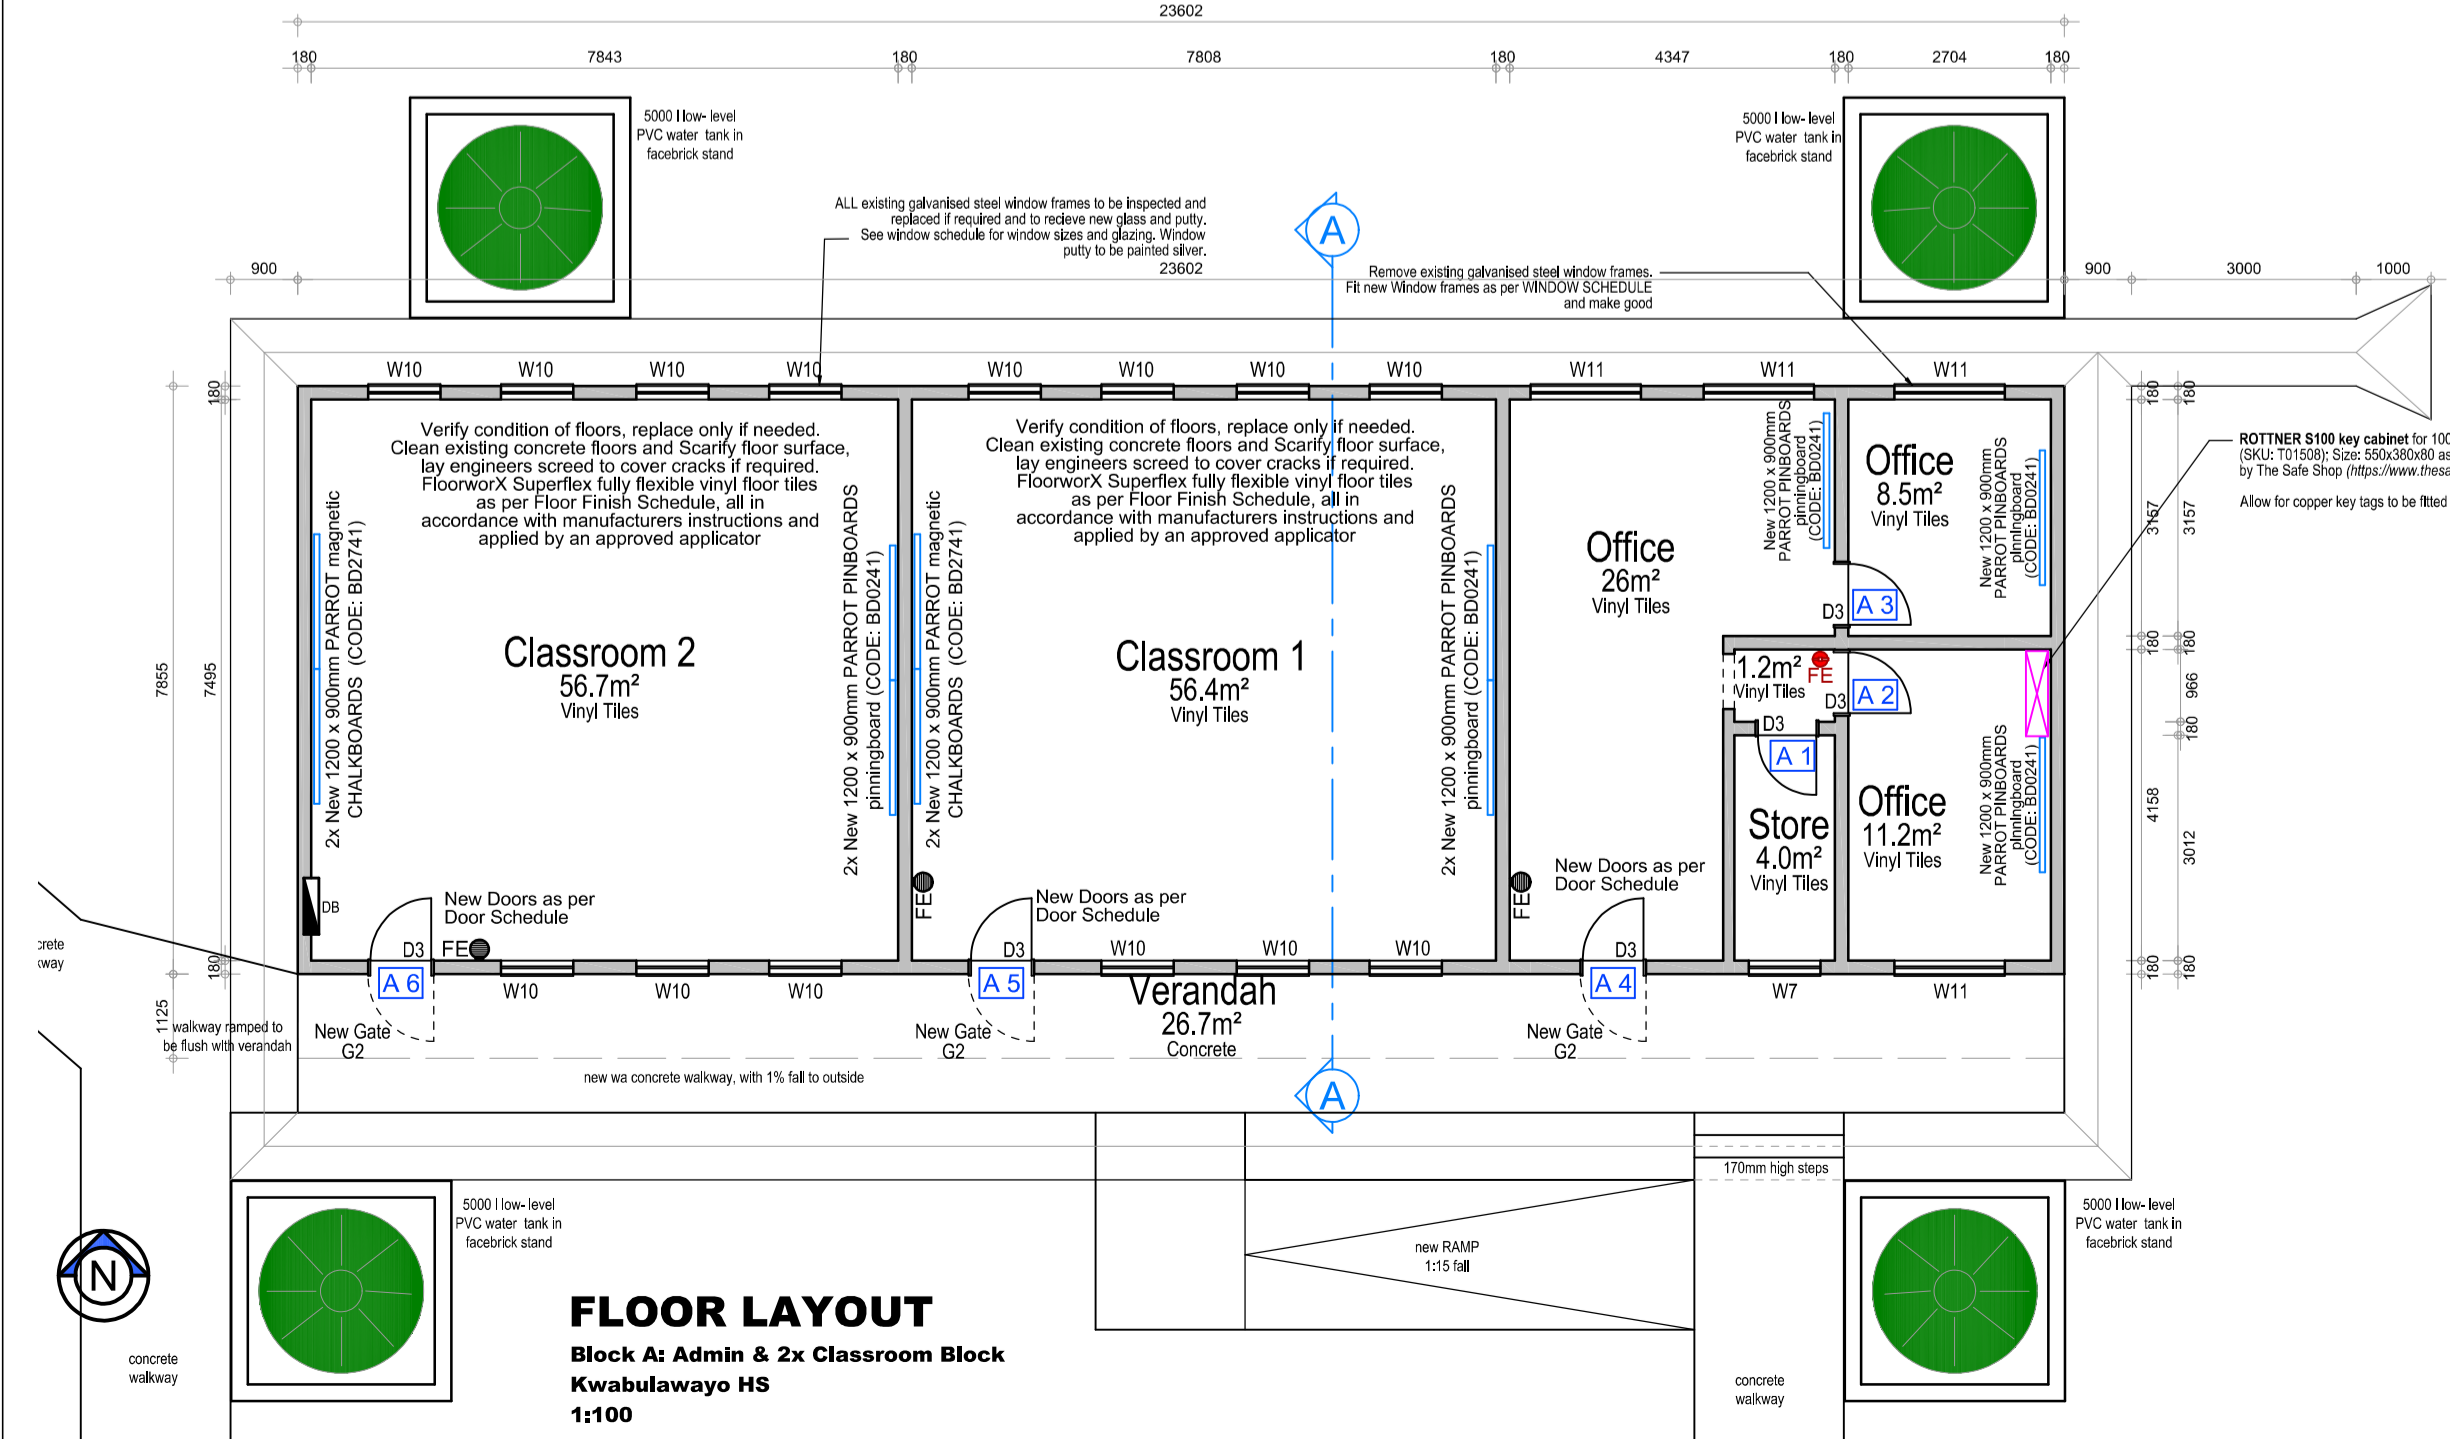 23602
180
7843
180
7808
180
4347
180
2704
180
5000 l low- level
PVC water tank in
facebrick stand
5000 l low- level
PVC water tank in
facebrick stand
ALL existing galvanised steel window frames to be inspected and
replaced if required and to recieve new glass and putty.
See window schedule for window sizes and glazing. Window
putty to be painted silver.
A
900
23602
Remove existing galvanised steel window frames.
Fit new Window frames as per WINDOW SCHEDULE
and make good
900
3000
1000
W10
W10
W10
W10
W10
W10
W10
W10
W11
W11
W11
180
7855
7495
180
1125
Verify condition of floors, replace only if needed.
Clean existing concrete floors and Scarify floor surface,
lay engineers screed to cover cracks if required.
FloorworX Superflex fully flexible vinyl floor tiles
as per Floor Finish Schedule, all in
accordance with manufacturers instructions and
applied by an approved applicator
2x New 1200 x 900mm PARROT magnetic
CHALKBOARDS (CODE: BD2741)
Classroom 2
56.7m²
Vinyl Tiles
2x New 1200 x 900mm PARROT PINBOARDS
pinningboard (CODE: BD0241)
Verify condition of floors, replace only if needed.
Clean existing concrete floors and Scarify floor surface,
lay engineers screed to cover cracks if required.
FloorworX Superflex fully flexible vinyl floor tiles
as per Floor Finish Schedule, all in
accordance with manufacturers instructions and
applied by an approved applicator
2x New 1200 x 900mm PARROT magnetic
CHALKBOARDS (CODE: BD2741)
Classroom 1
56.4m²
Vinyl Tiles
2x New 1200 x 900mm PARROT PINBOARDS
pinningboard (CODE: BD0241)
Office
26m²
Vinyl Tiles
New 1200 x 900mm
PARROT PINBOARDS
pinningboard
(CODE: BD0241)
Office
8.5m²
Vinyl Tiles
New 1200 x 900mm
PARROT PINBOARDS
pinningboard
(CODE: BD0241)
D3
A 3
1.2m²
Vinyl Tiles
FE
D3
A 2
D3
A 1
Store
4.0m²
Vinyl Tiles
Office
11.2m²
Vinyl Tiles
New 1200 x 900mm
PARROT PINBOARDS
pinningboard
(CODE: BD0241)
180
180
3157
3157
180
180
966
180
4158
3012
180
180
ROTTNER S100 key cabinet for 100
(SKU: T01508); Size: 550x380x80 as
by The Safe Shop (https://www.thesa
Allow for copper key tags to be fitted
DB
New Doors as per
Door Schedule
D3
FE
A 6
New Gate
G2
W10
W10
W10
FE
New Doors as per
Door Schedule
D3
A 5
New Gate
G2
W10
W10
W10
Verandah
26.7m²
Concrete
FE
New Doors as per
Door Schedule
D3
A 4
New Gate
G2
W7
W11
crete
kway
walkway ramped to
be flush with verandah
new wa concrete walkway, with 1% fall to outside
A
170mm high steps
new RAMP
1:15 fall
5000 l low- level
PVC water tank in
facebrick stand
5000 l low- level
PVC water tank in
facebrick stand
N
concrete
walkway
concrete
walkway
FLOOR LAYOUT
Block A: Admin & 2x Classroom Block
Kwabulawayo HS
1:100